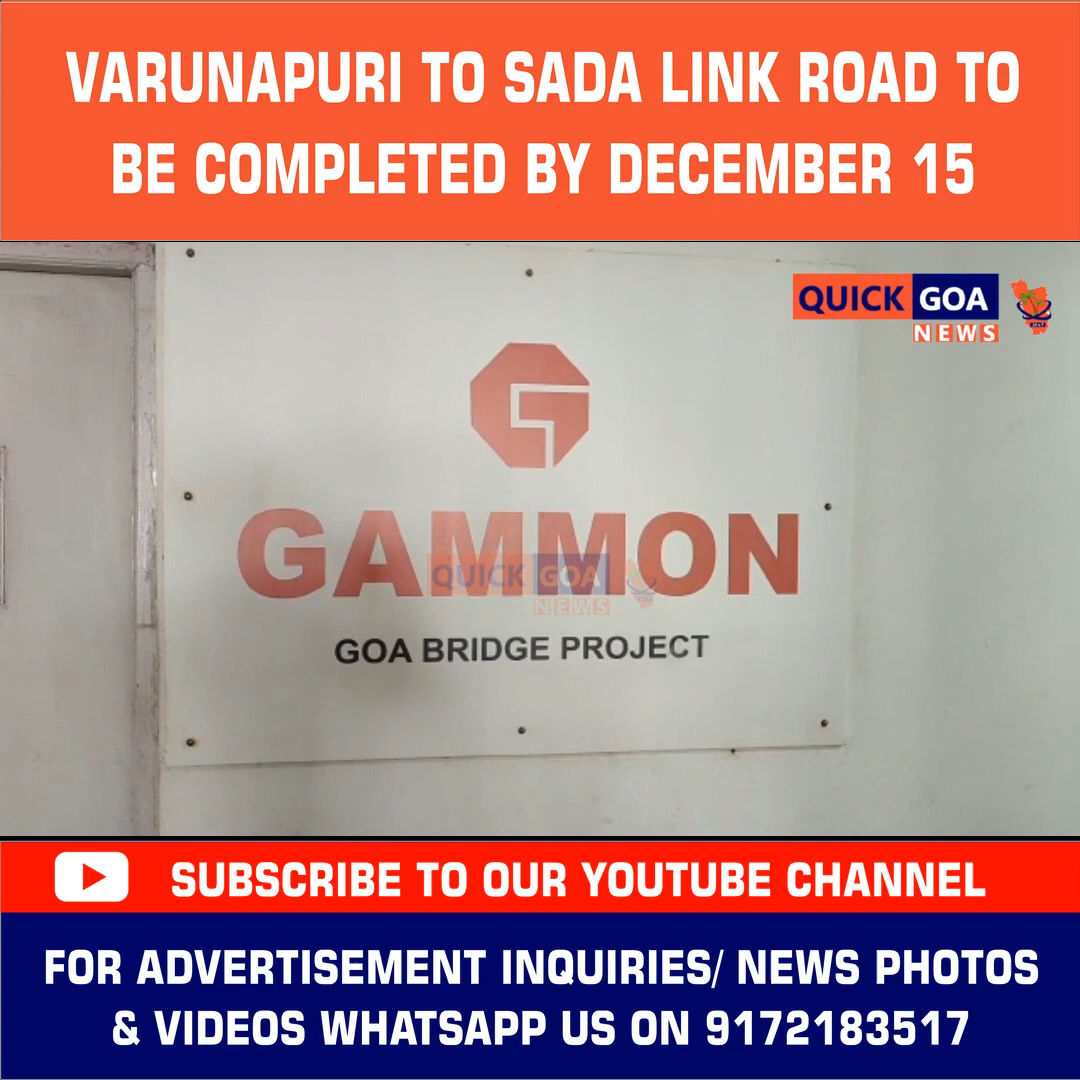 VARUNAPURI TO SADA LINK ROAD TO
BE COMPLETED BY DECEMBER 15
QUICK GOA
NEWS
GAMMON
QUICK GOA
NEWS
GOA BRIDGE PROJECT
SUBSCRIBE TO OUR YOUTUBE CHANNEL
FOR ADVERTISEMENT INQUIRIES/ NEWS PHOTOS
& VIDEOS WHATSAPP US ON 9172183517